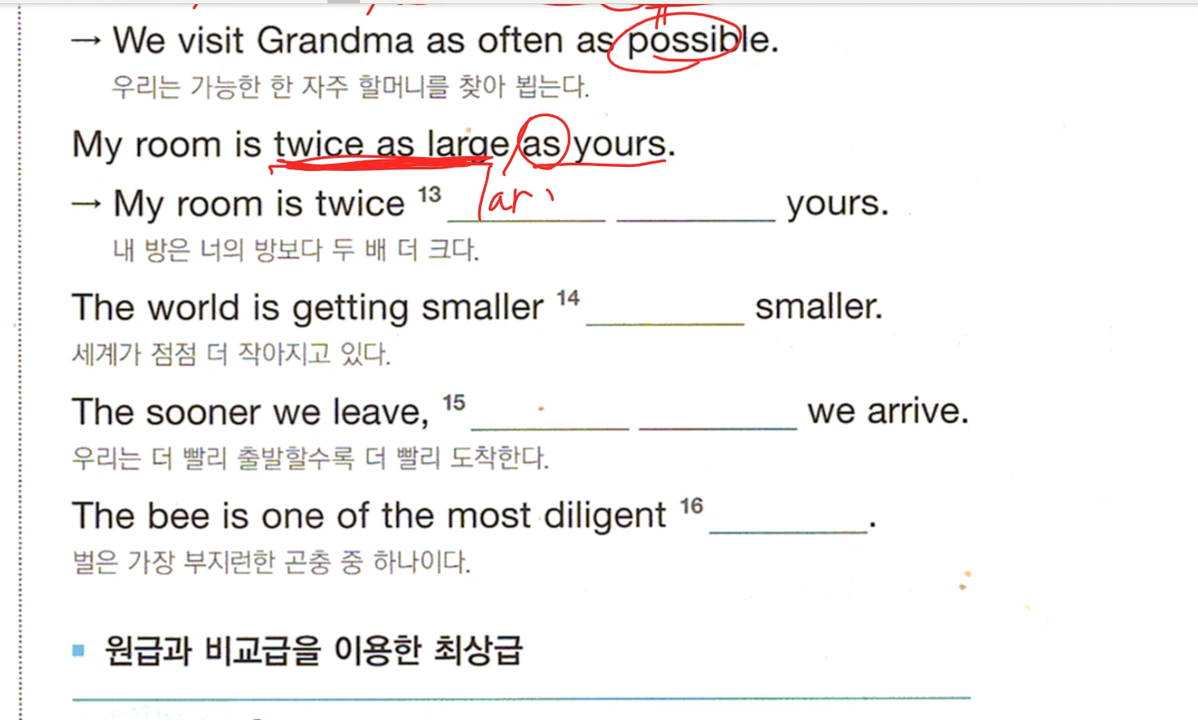 → We visit Grandma as often as possible.
우리는 가능한 한 자주 할머니를 찾아 뵙는다.
My room is twice as large as yours.
→ My room is twice 13 ____ ____ yours.
lar
내 방은 너의 방보다 두 배 더 크다.
The world is getting smaller 14 ____ smaller.
세계가 점점 더 작아지고 있다.
The sooner we leave, 15 ____ ____ we arrive.
우리는 더 빨리 출발할수록 더 빨리 도착한다.
The bee is one of the most diligent 16 ____.
벌은 가장 부지런한 곤충 중 하나이다.
▪ 원급과 비교급을 이용한 최상급